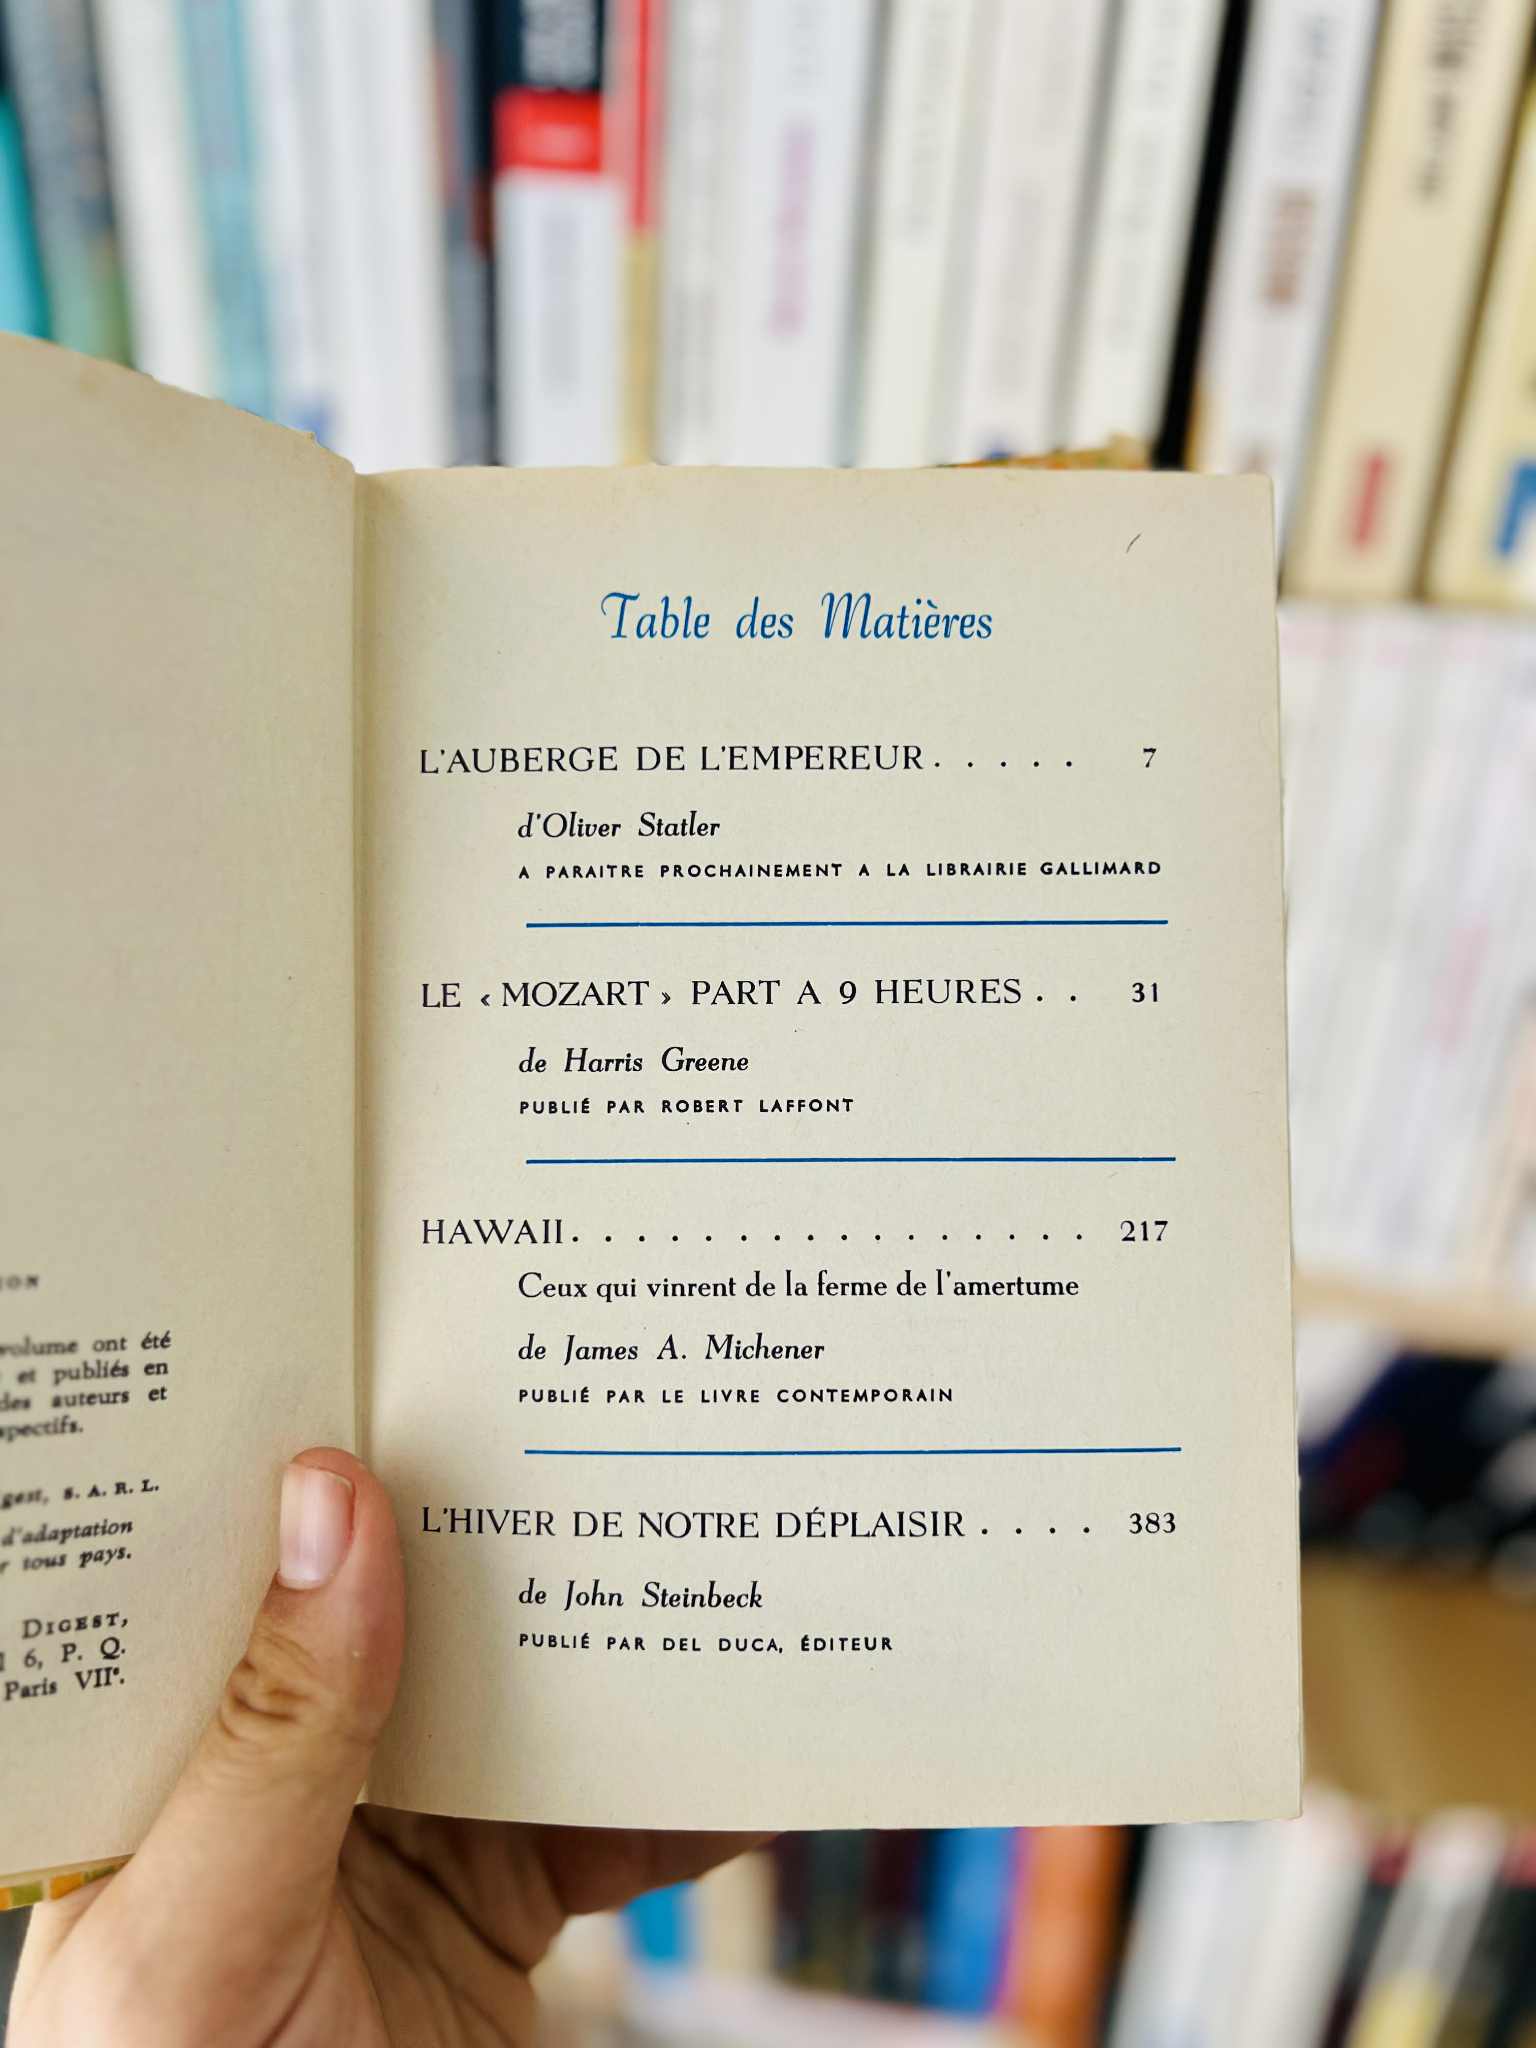 ION
volume ont été
et publiés en
des auteurs et
spectifs.
gest, S. A. R. L.
d'adaptation
r tous pays.
DIGEST,
l 6, P. Q.
Paris VIIe.
Table des Matières
L'AUBERGE DE L'EMPEREUR . . . . . 7
d'Oliver Statler
A PARAITRE PROCHAINEMENT A LA LIBRAIRIE GALLIMARD
LE « MOZART » PART A 9 HEURES . . 31
de Harris Greene
PUBLIÉ PAR ROBERT LAFFONT
HAWAII . . . . . . . . . . . . . . . . 217
Ceux qui vinrent de la ferme de l'amertume
de James A. Michener
PUBLIÉ PAR LE LIVRE CONTEMPORAIN
L'HIVER DE NOTRE DÉPLAISIR . . . . 383
de John Steinbeck
PUBLIÉ PAR DEL DUCA, ÉDITEUR